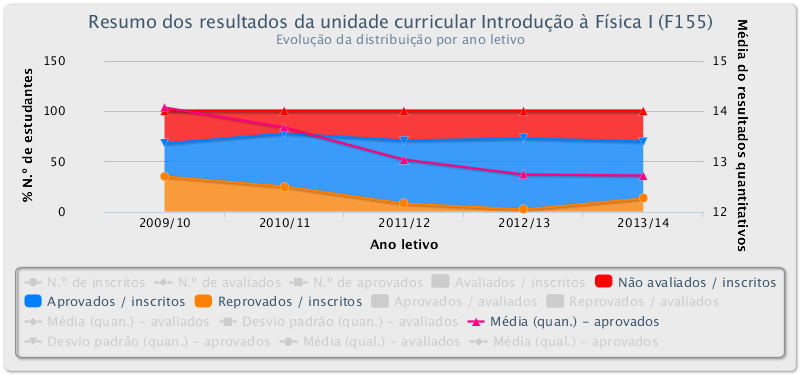 Resumo dos resultados da unidade curricular Introdução à Física I (F155)
Evolução da distribuição por ano letivo
150
100
50
0
% N.º de estudantes
15
14
13
12
Média do resultados quantitativos
2009/10 2010/11 2011/12 2012/13 2013/14
Ano letivo
N.º de inscritos N.º de avaliados N.º de aprovados Avaliados / inscritos Não avaliados / inscritos
Aprovados / inscritos Reprovados / inscritos Aprovados / avaliados Reprovados / avaliados
Média (quan.) - avaliados Desvio padrão (quan.) - avaliados Média (quan.) - aprovados
Desvio padrão (quan.) - aprovados Média (qual.) - avaliados Média (qual.) - aprovados